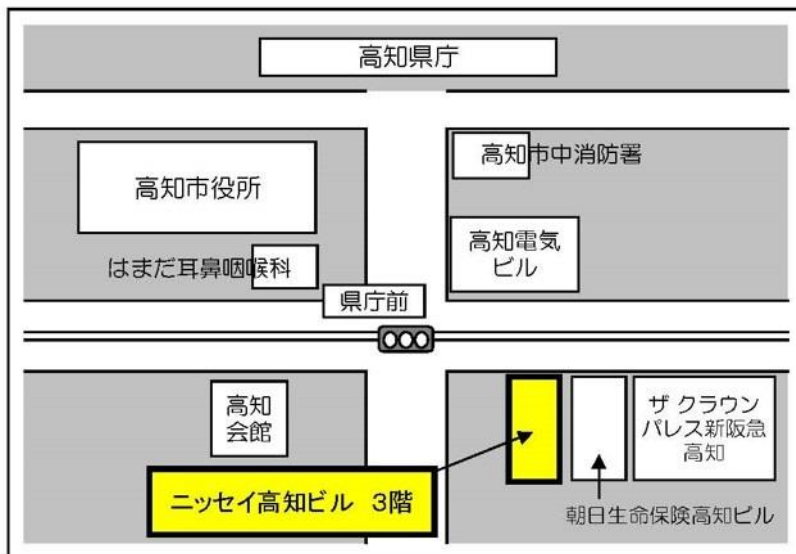 高知県庁
高知市役所
高知市中消防署
はまだ耳鼻咽喉科
高知電気
ビル
県庁前
高知
会館
ザ クラウン
パレス新阪急
高知
ニッセイ高知ビル 3階
朝日生命保険高知ビル